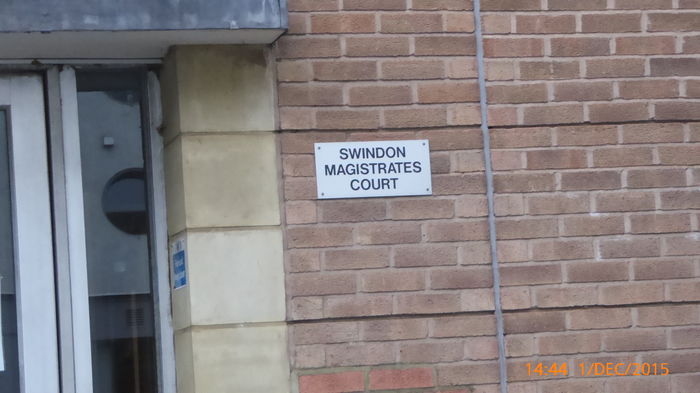 SWINDON
MAGISTRATES
COURT
14:44 1/DEC/2015